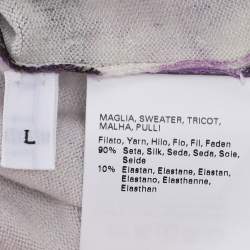 L
MAGLIA, SWEATER, TRICOT,
MALHA, PULLI
Filato, Yarn, Hilo, Fio, Fil, Faden
90% Seta, Silk, Seda, Seda, Soie,
Seide
10% Elastan, Elastane, Elastan,
Elastano, Elasthanne,
Elasthan